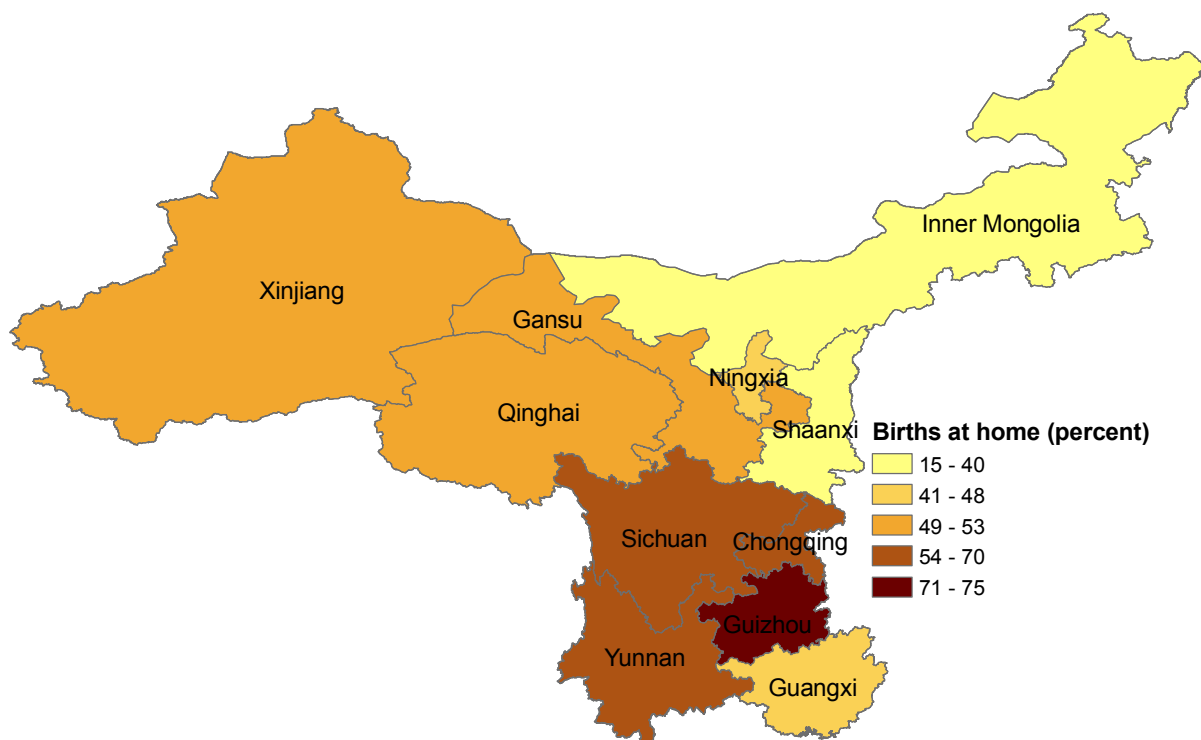 Inner Mongolia
Xinjiang
Gansu
Ningxia
Qinghai
Shaanxi
Sichuan
Chongqing
Guizhou
Yunnan
Guangxi
Births at home (percent)
15 - 40
41 - 48
49 - 53
54 - 70
71 - 75